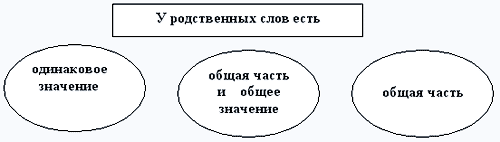 У родственных слов есть
одинаковое
значение
общая часть
и общее
значение
общая часть